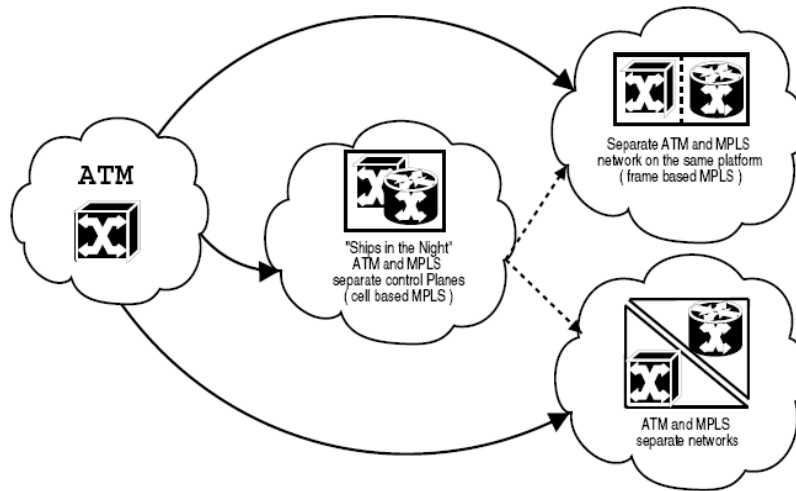 ATM
"Ships in the Night"
ATM and MPLS
separate control Planes
( cell based MPLS )
Separate ATM and MPLS
network on the same platform
( frame based MPLS )
ATM and MPLS
separate networks